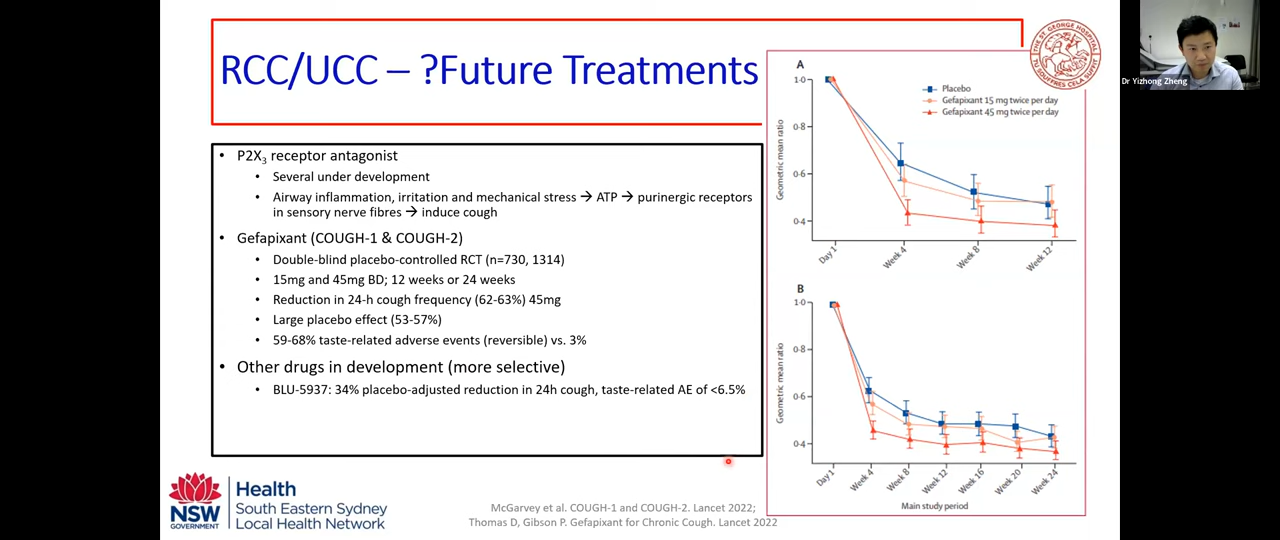 RCC/UCC – ?Future Treatments
• P2X3 receptor antagonist
• Several under development
• Airway inflammation, irritation and mechanical stress → ATP → purinergic receptors
in sensory nerve fibres → induce cough
• Gefapixant (COUGH-1 & COUGH-2)
• Double-blind placebo-controlled RCT (n=730, 1314)
• 15mg and 45mg BD; 12 weeks or 24 weeks
• Reduction in 24-h cough frequency (62-63%) 45mg
• Large placebo effect (53-57%)
• 59-68% taste-related adverse events (reversible) vs. 3%
• Other drugs in development (more selective)
• BLU-5937: 34% placebo-adjusted reduction in 24h cough, taste-related AE of <6.5%
A
Placebo
Gefapixant 15 mg twice per day
Gefapixant 45 mg twice per day
Geometric mean ratio
1·0
0·8
0·6
0·4
Day 1
Week 4
Week 8
Week 12
B
Geometric mean ratio
1·0
0·8
0·6
0·4
Day 1
Week 4
Week 8
Week 12
Week 16
Week 20
Week 24
Main study period
THE ST. GEORGE HOSPITAL
Dr Yizhong Zheng
NSW
GOVERNMENT
Health
South Eastern Sydney
Local Health Network
McGarvey et al. COUGH-1 and COUGH-2. Lancet 2022;
Thomas D, Gibson P. Gefapixant for Chronic Cough. Lancet 2022